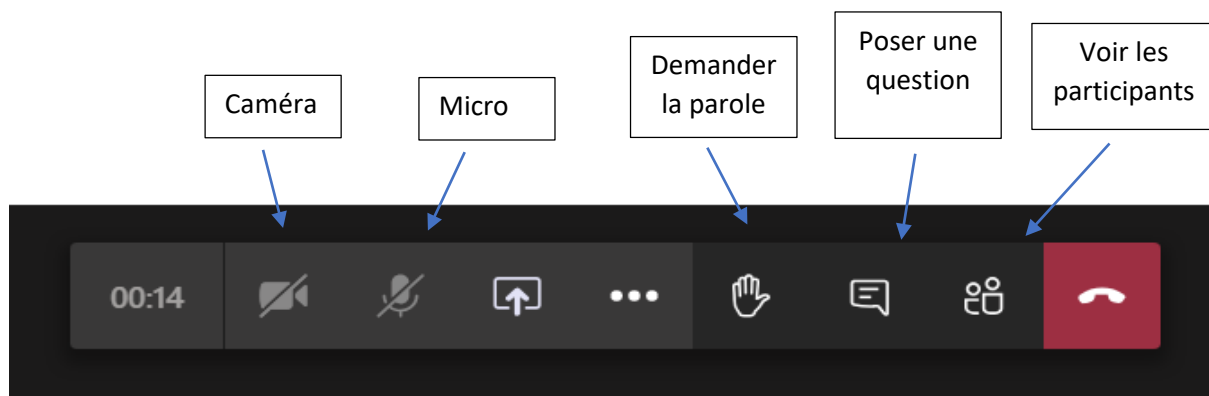 Caméra
Micro
Demander
la parole
Poser une
question
Voir les
participants
00:14